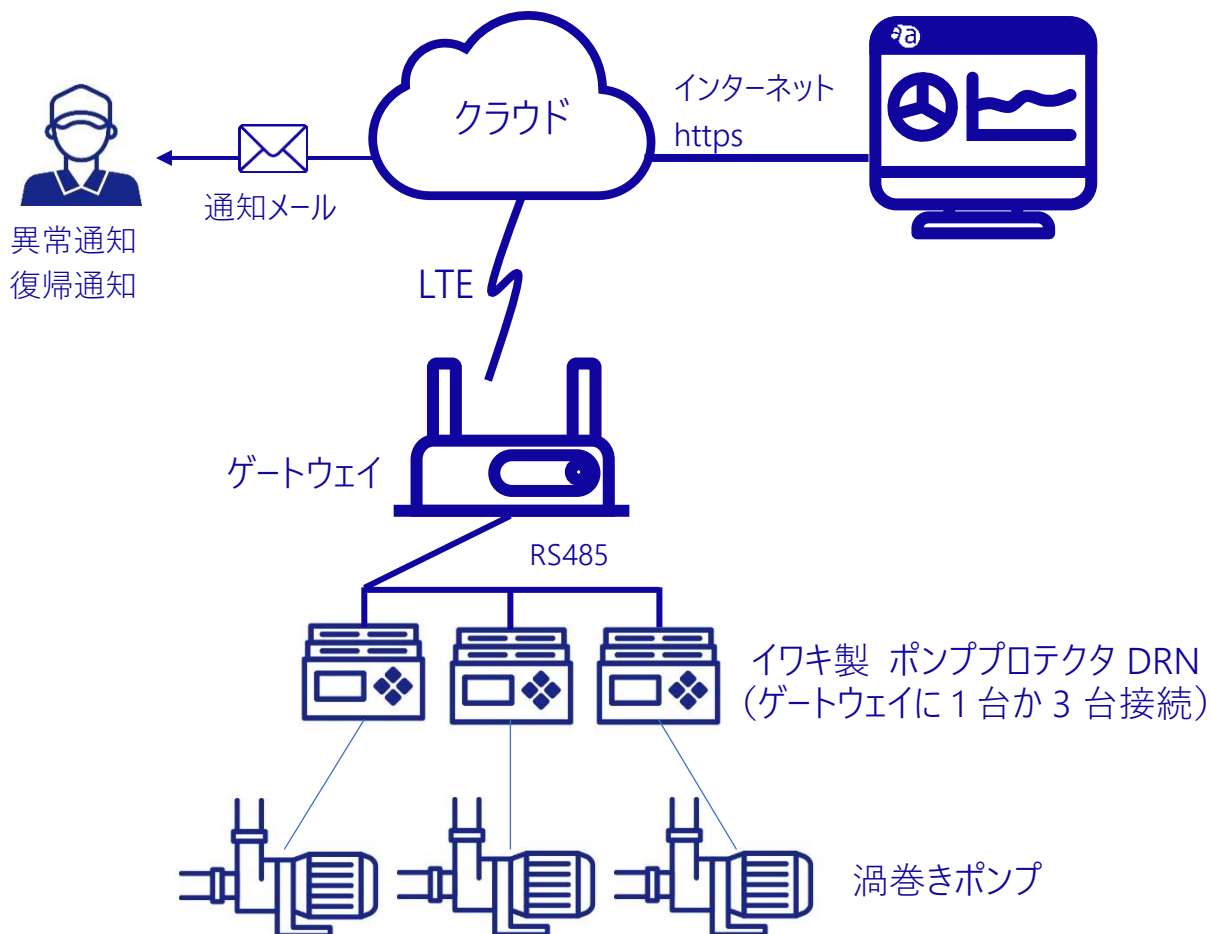 クラウド
インターネット
https
通知メール
異常通知
復帰通知
LTE
ゲートウェイ
RS485
イワキ製 ポンププロテクタ DRN
（ゲートウェイに 1 台か 3 台接続）
渦巻きポンプ